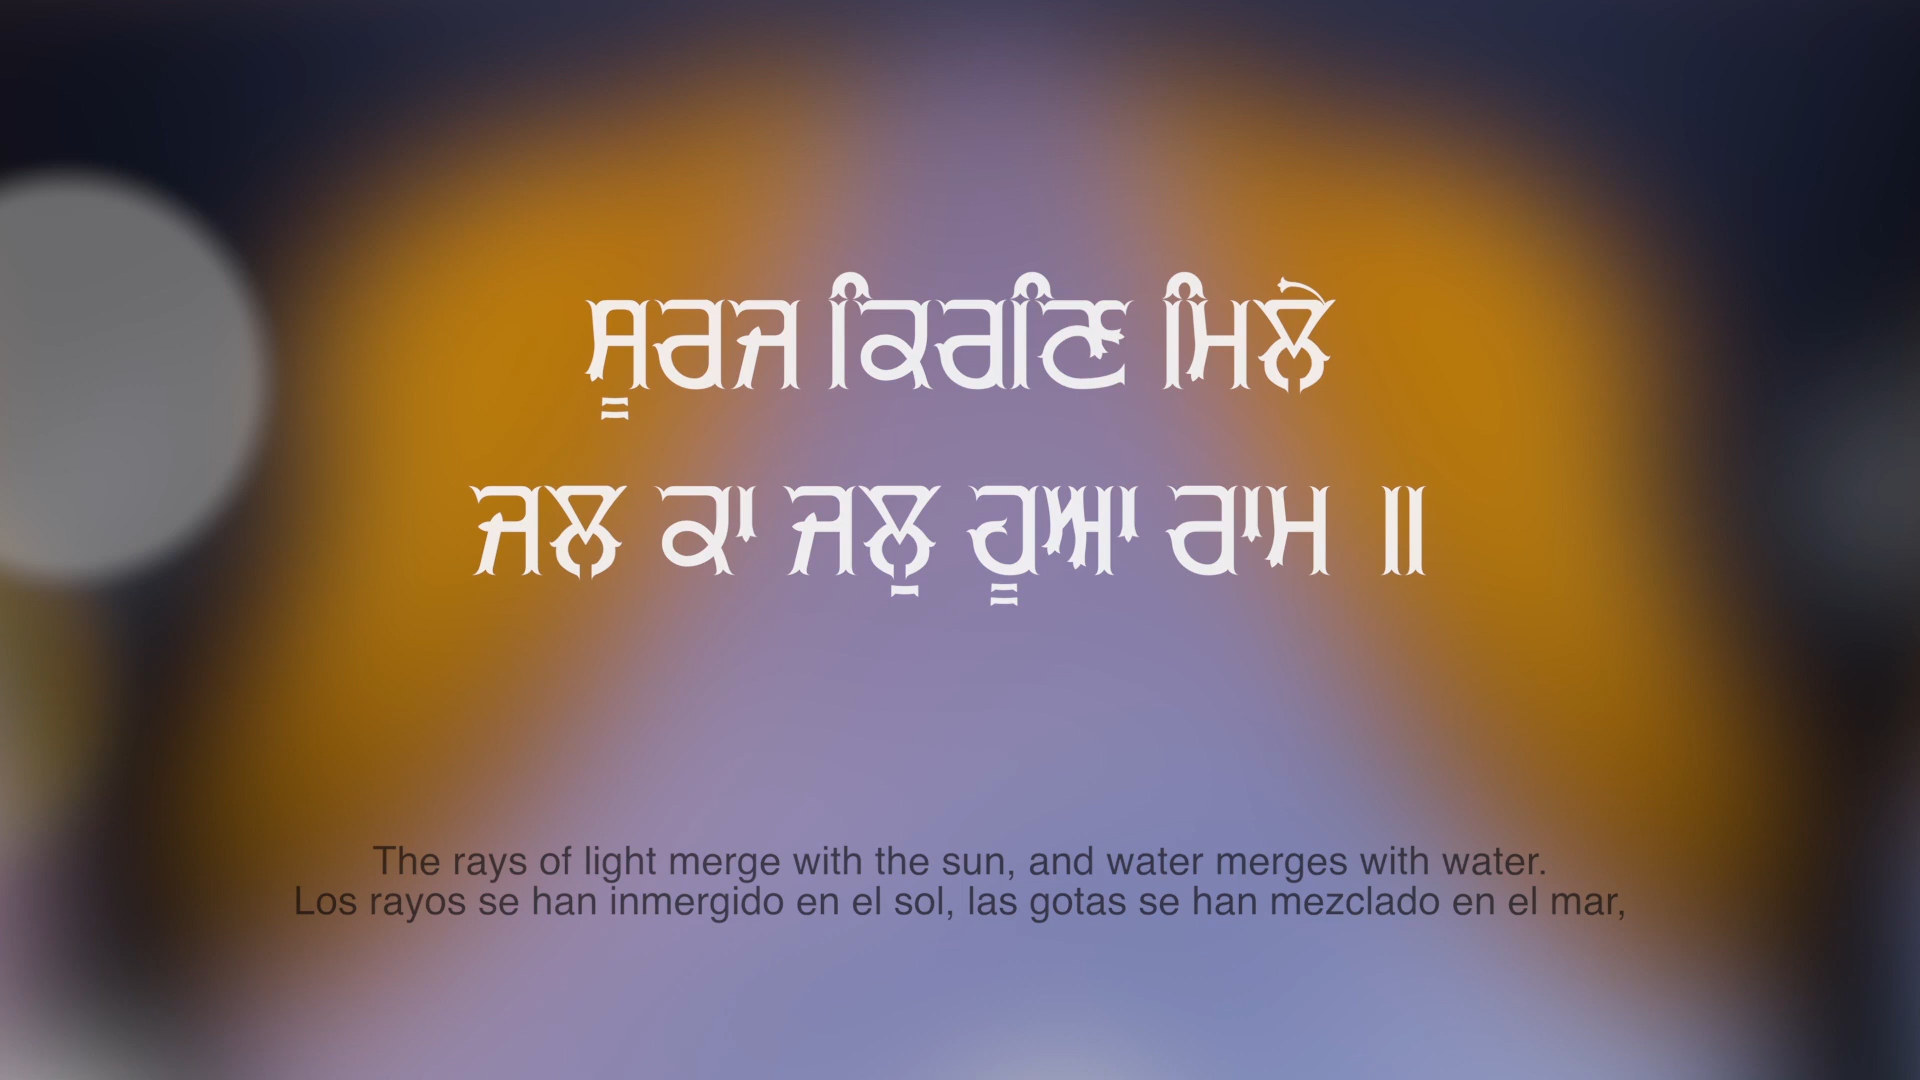 ਸੂਰਜ ਕਿਰਣਿ ਮਿਲੇ
ਜਲ ਕਾ ਜਲੁ ਹੂਆ ਰਾਮ ॥
The rays of light merge with the sun, and water merges with water.
Los rayos se han inmergido en el sol, las gotas se han mezclado en el mar,